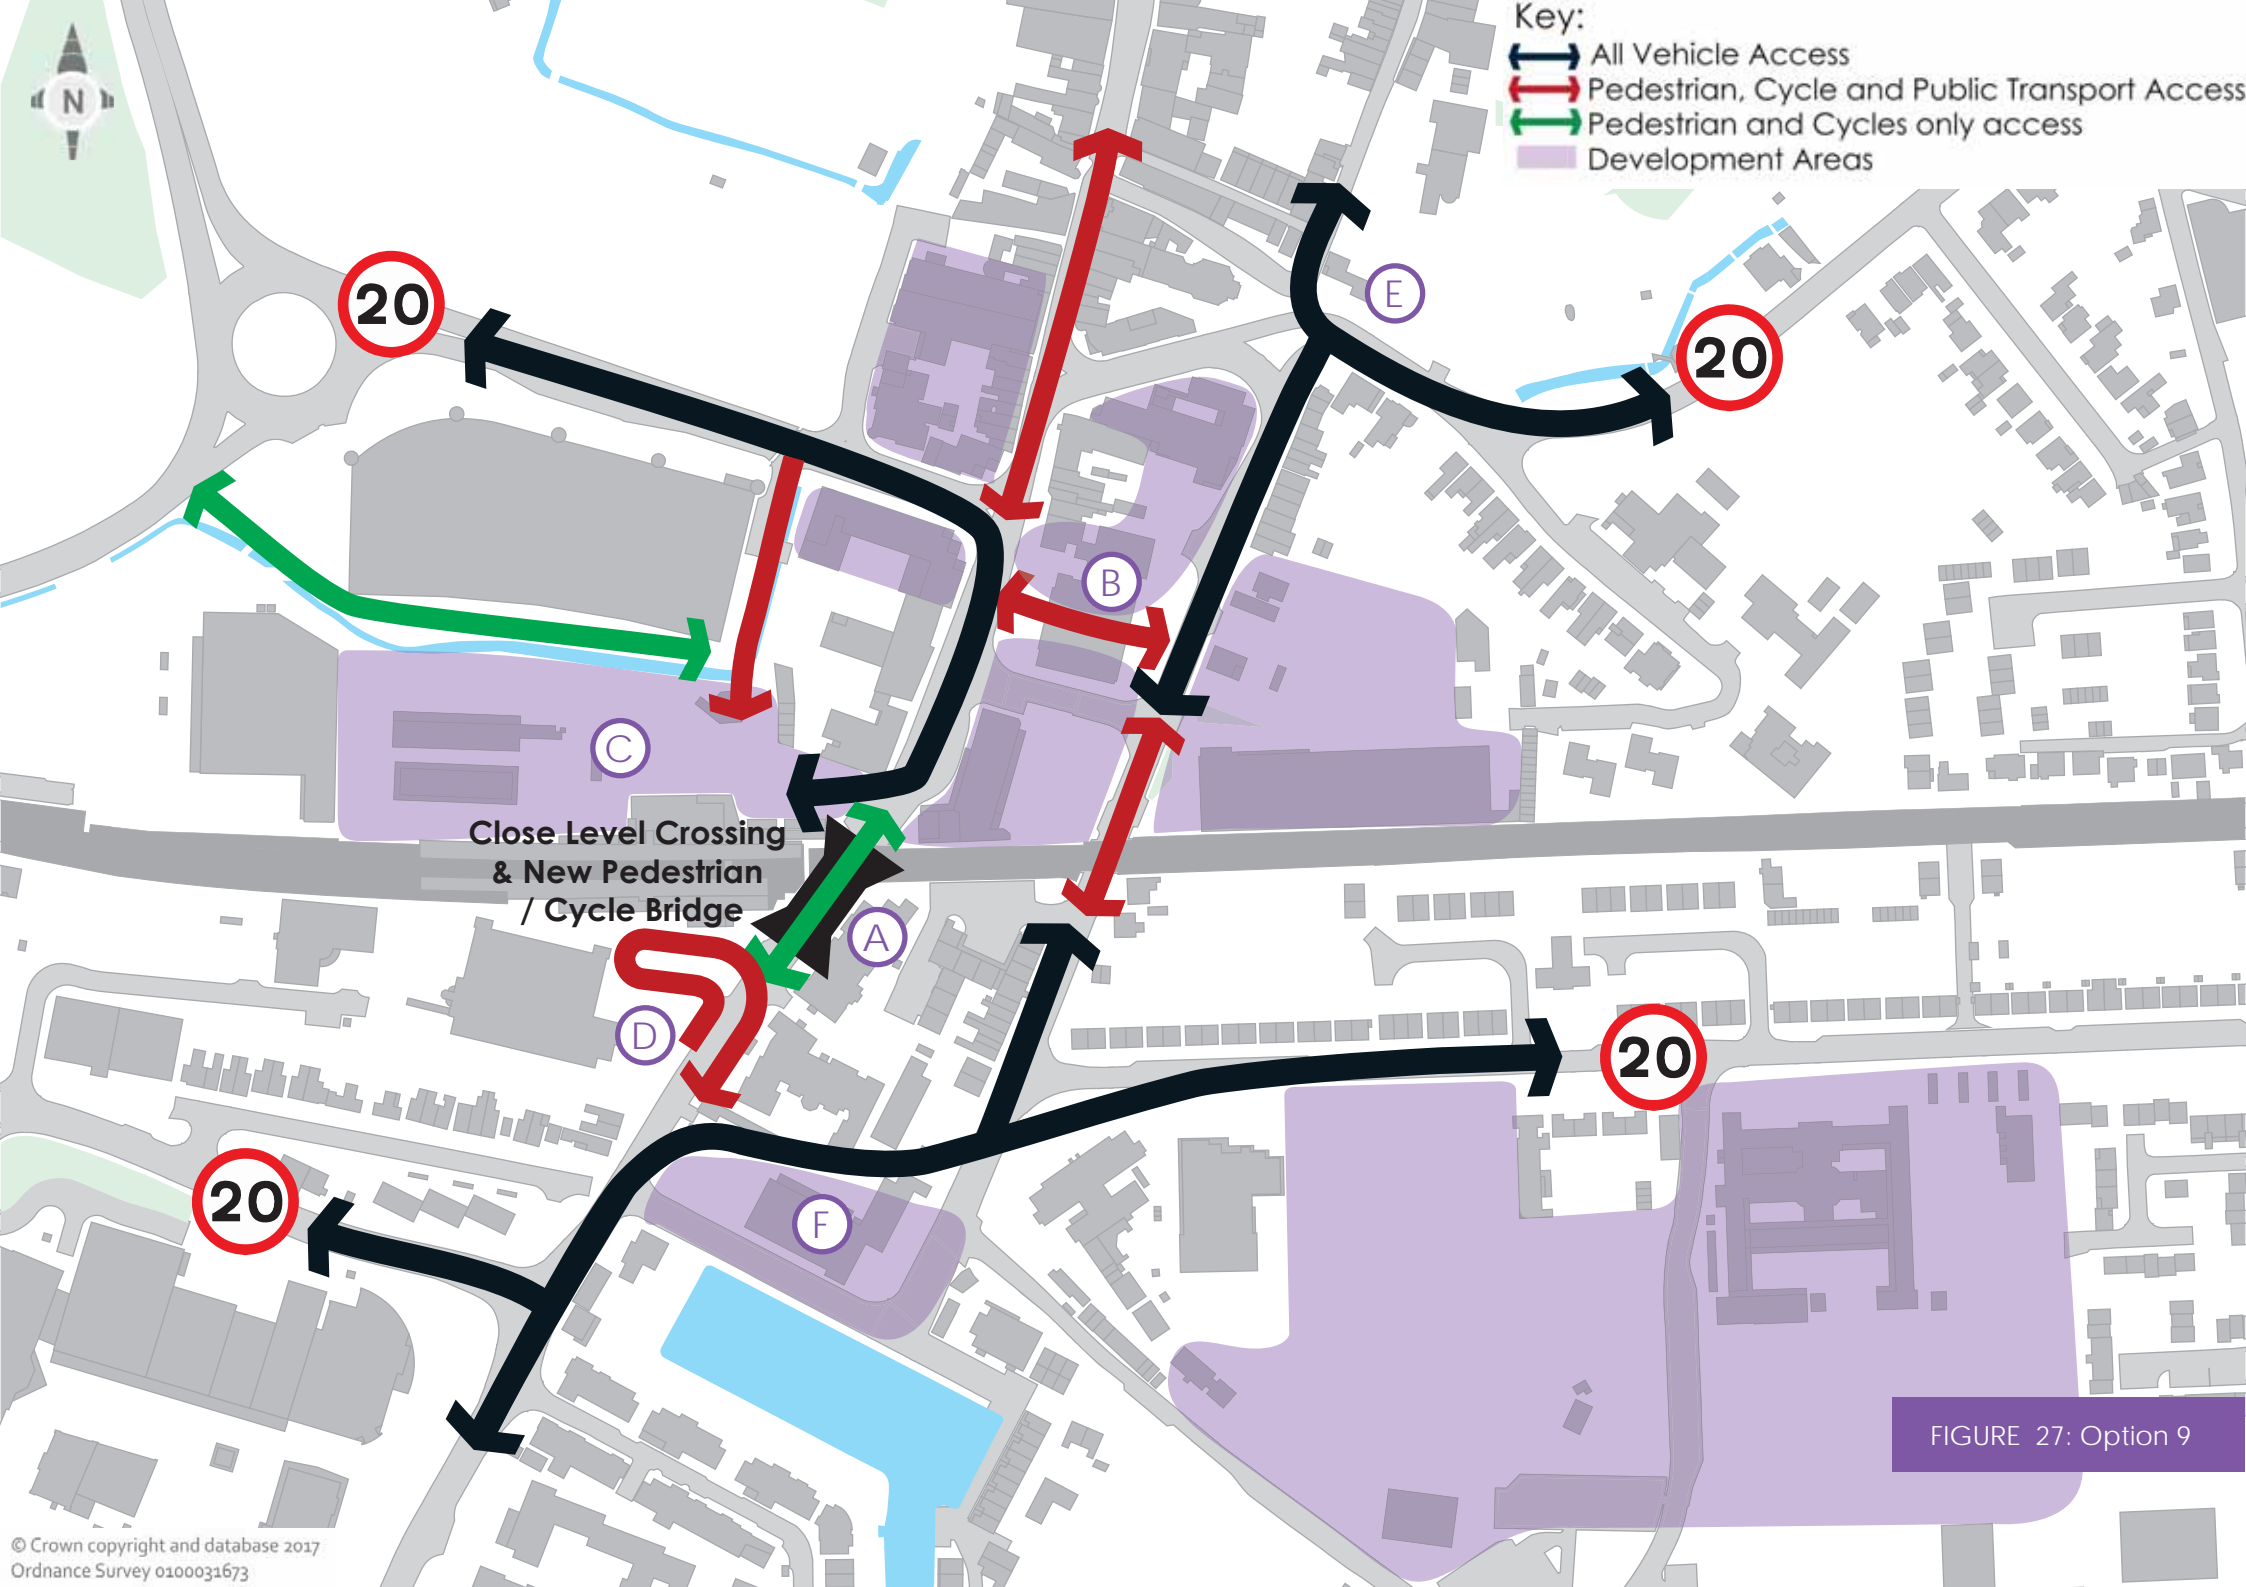 Key:
All Vehicle Access
Pedestrian, Cycle and Public Transport Access
Pedestrian and Cycles only access
Development Areas
N
20
E
20
B
C
Close Level Crossing
& New Pedestrian
/ Cycle Bridge
A
D
20
20
F
FIGURE 27: Option 9
© Crown copyright and database 2017
Ordnance Survey 0100031673